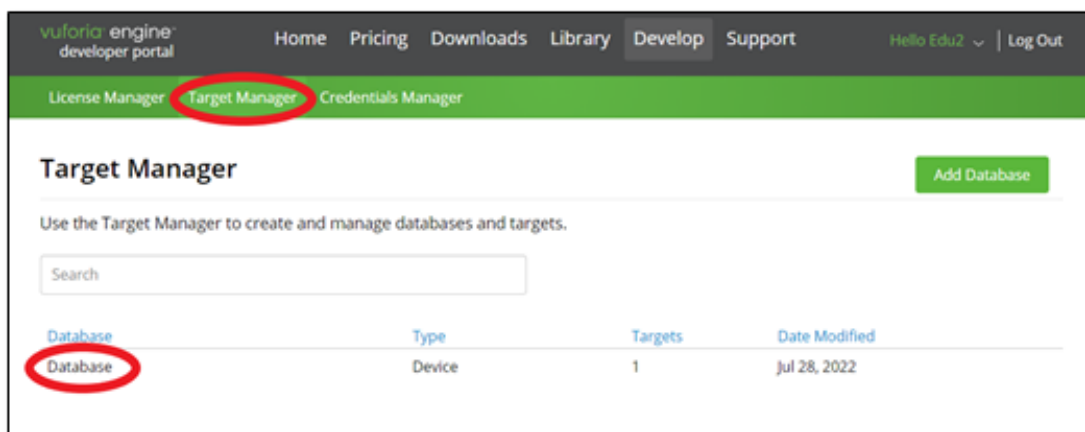 vuforia engine
developer portal
Home Pricing Downloads Library Develop Support
Hello Edu2 | Log Out
License Manager Target Manager Credentials Manager
Target Manager
Add Database
Use the Target Manager to create and manage databases and targets.
Search
Database Type Targets Date Modified
Database Device 1 Jul 28, 2022